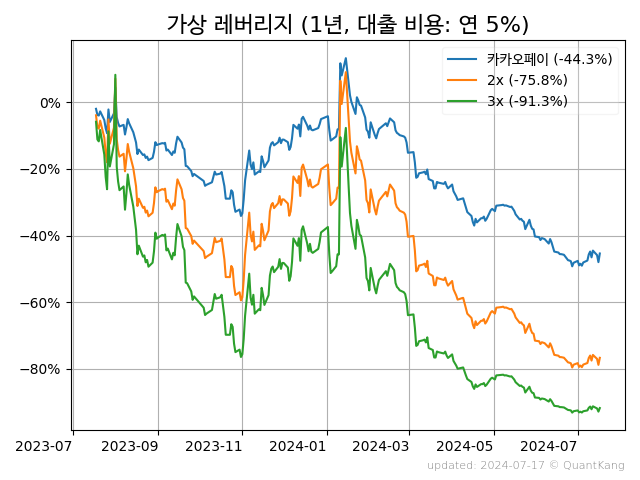 가상 레버리지 (1년, 대출 비용: 연 5%)
카카오페이 (-44.3%)
2x (-75.8%)
3x (-91.3%)
0%
−20%
−40%
−60%
−80%
2023-07 2023-09 2023-11 2024-01 2024-03 2024-05 2024-07
updated: 2024-07-17 © QuantKang